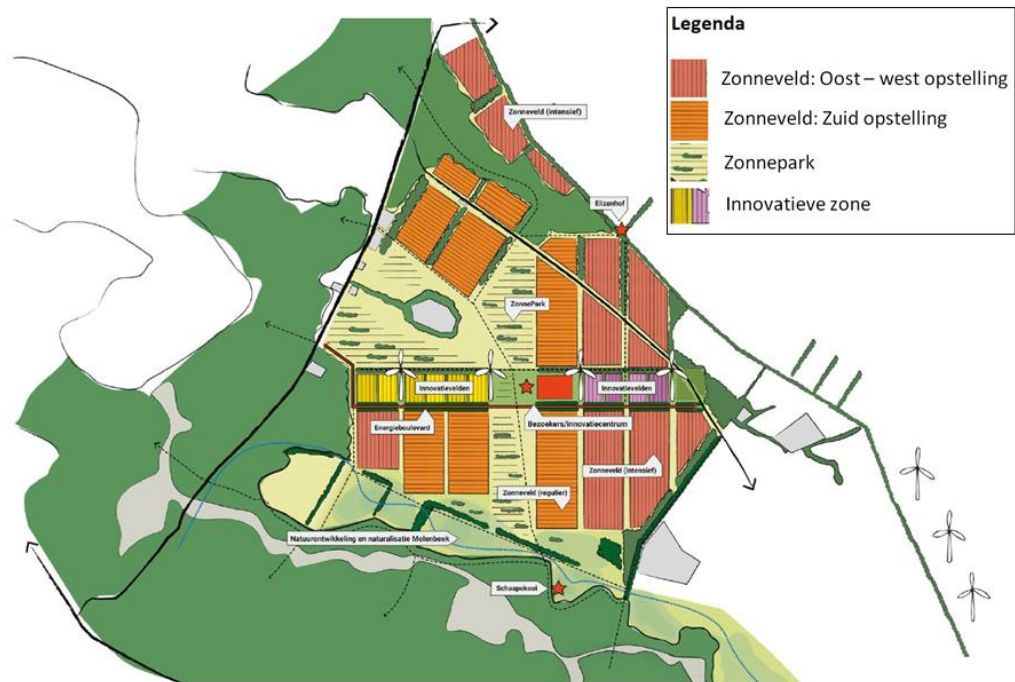 Legenda
Zonneveld: Oost – west opstelling
Zonneveld: Zuid opstelling
Zonnepark
Innovatieve zone
Zonneveld (intensief)
Elizenhof
ZonnePark
Innovatievelden
Innovatievelden
Energieboulevard
Bezoekers/innovatiecentrum
Zonneveld (intensief)
Zonneveld (regulier)
Natuurontwikkeling en naturalisatie Molenbeek
Schaapskooi